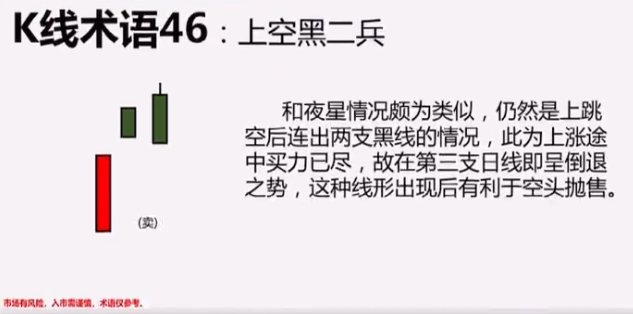 K线术语46：上空黑二兵
和夜星情况颇为类似，仍然是上跳
空后连出两支黑线的情况，此为上涨途
中买力已尽，故在第三支日线即呈倒退
之势，这种线形出现后有利于空头抛售。
(卖)
市场有风险，入市需谨慎，术语仅参考。